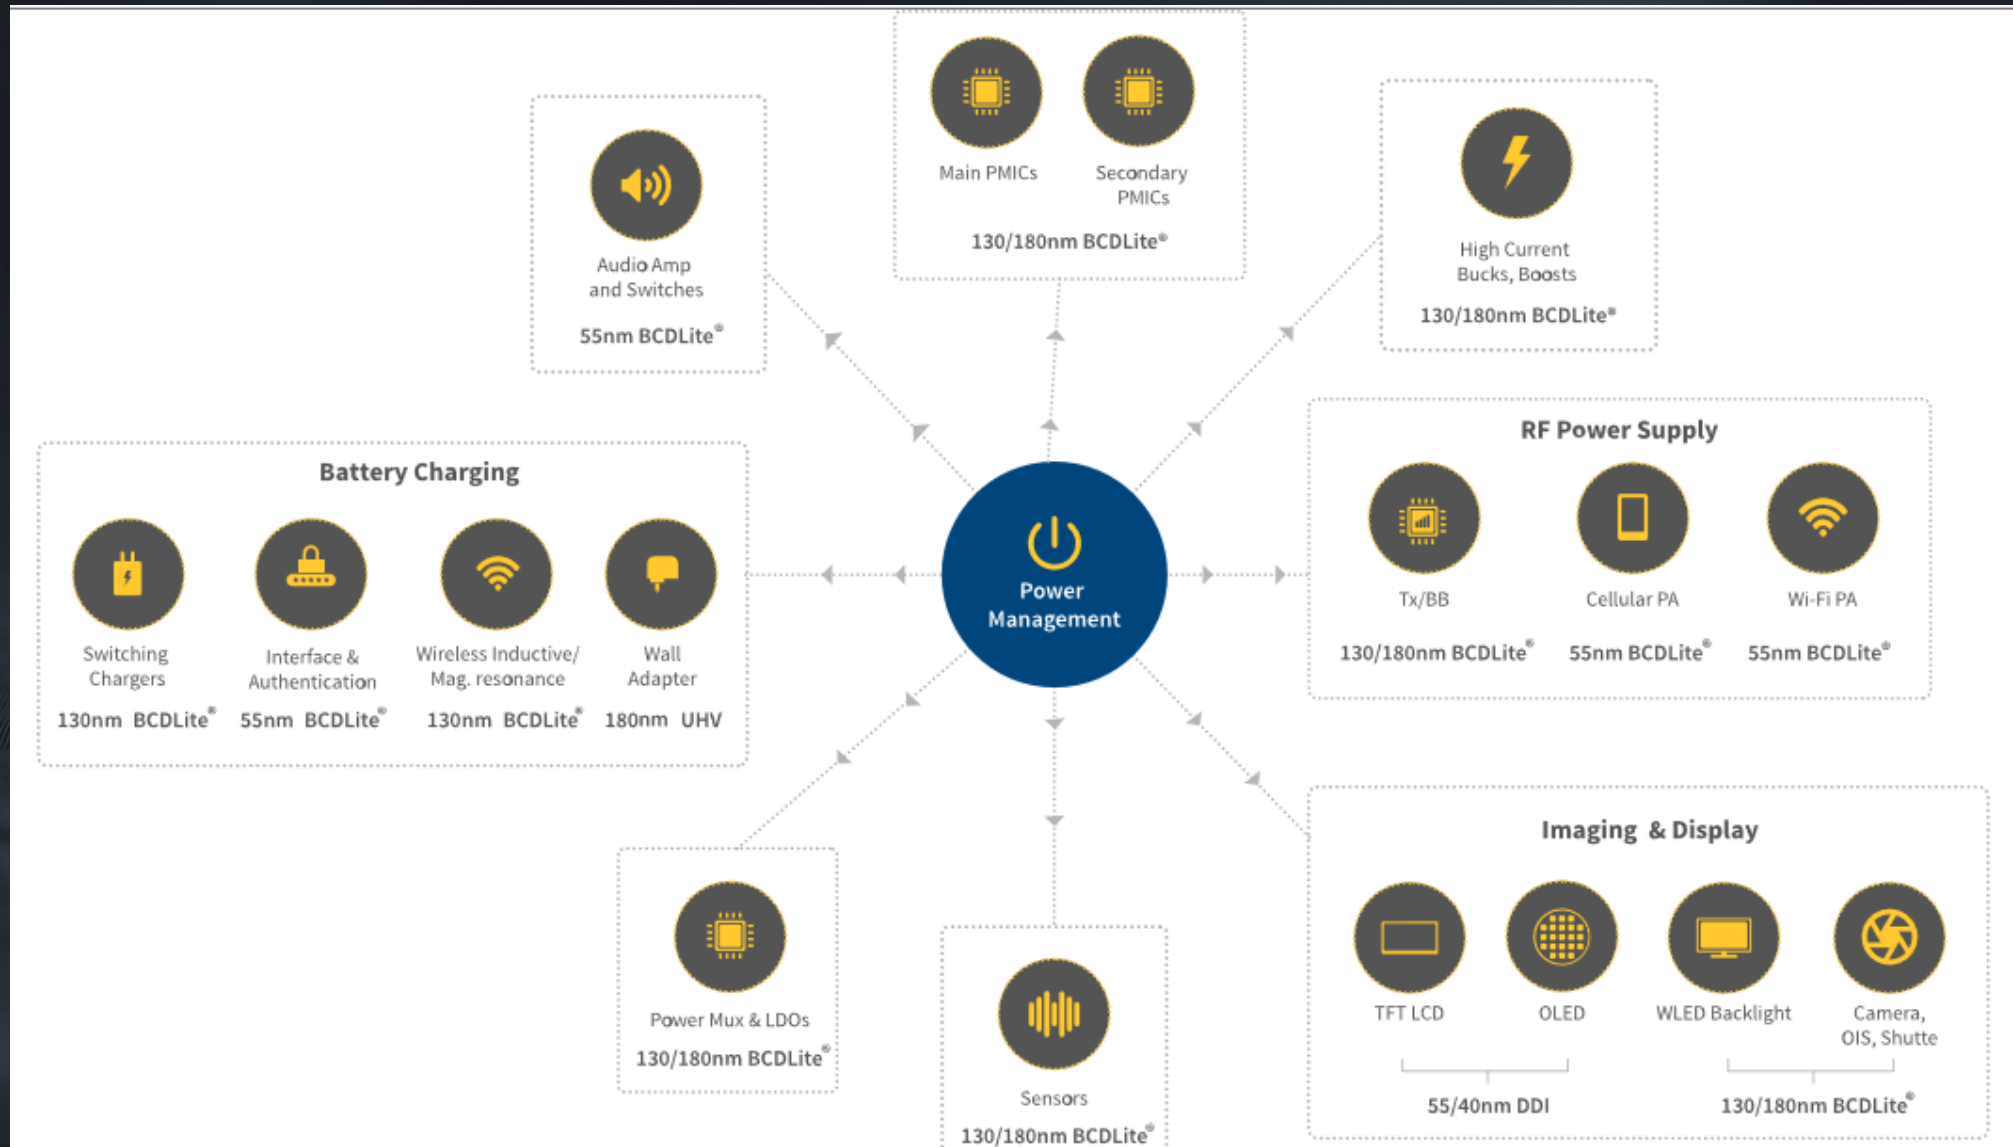 Main PMICs
Secondary
PMICs
130/180nm BCDLite®
Audio Amp
and Switches
55nm BCDLite®
High Current
Bucks, Boosts
130/180nm BCDLite®
Battery Charging
Switching
Chargers
130nm BCDLite®
Interface &
Authentication
55nm BCDLite®
Wireless Inductive/
Mag. resonance
130nm BCDLite®
Wall
Adapter
180nm UHV
Power
Management
RF Power Supply
Tx/BB
130/180nm BCDLite®
Cellular PA
55nm BCDLite®
Wi-Fi PA
55nm BCDLite®
Power Mux & LDOs
130/180nm BCDLite®
Sensors
130/180nm BCDLite®
Imaging & Display
TFT LCD
OLED
55/40nm DDI
WLED Backlight
Camera,
OIS, Shutte
130/180nm BCDLite®